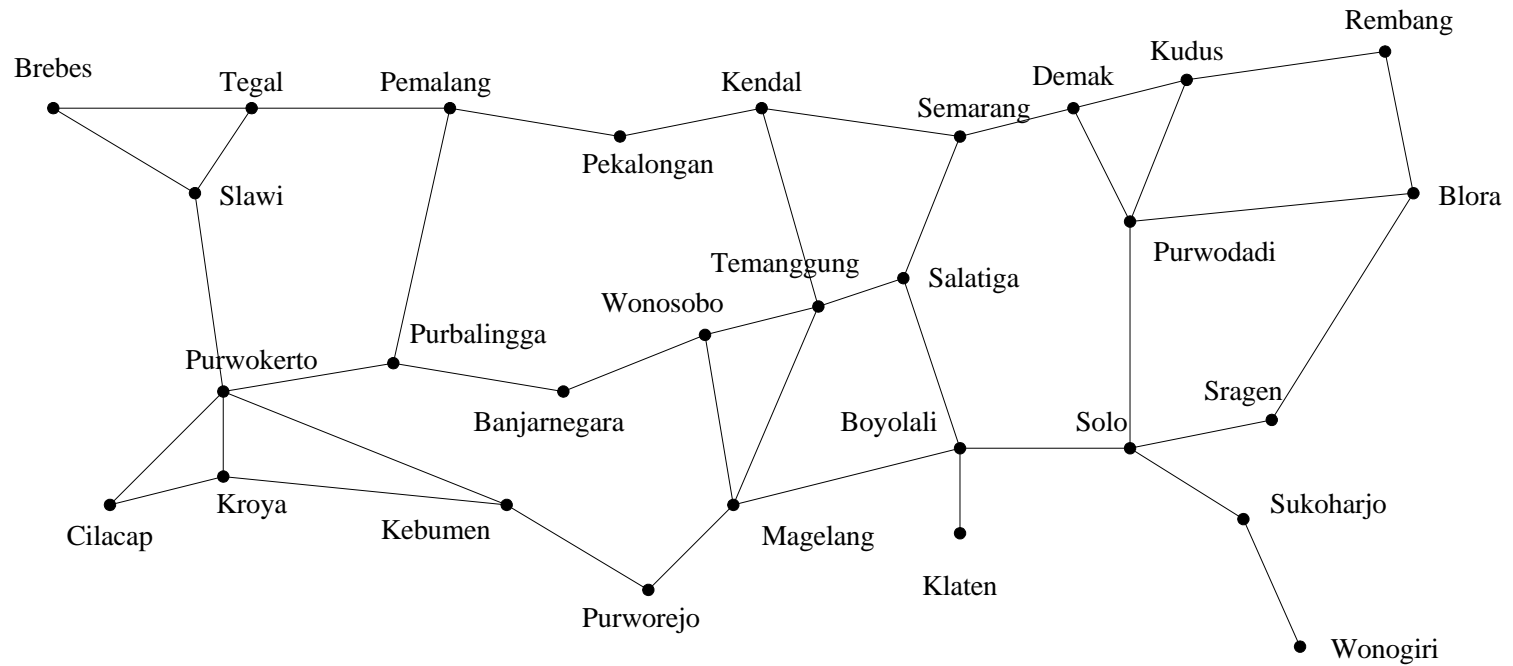 Rembang
Kudus
Brebes
Tegal
Pemalang
Kendal
Demak
Semarang
Pekalongan
Slawi
Blora
Purwodadi
Temanggung
Salatiga
Wonosobo
Purbalingga
Purwokerto
Sragen
Banjarnegara
Boyolali
Solo
Kroya
Sukoharjo
Cilacap
Kebumen
Magelang
Klaten
Purworejo
Wonogiri